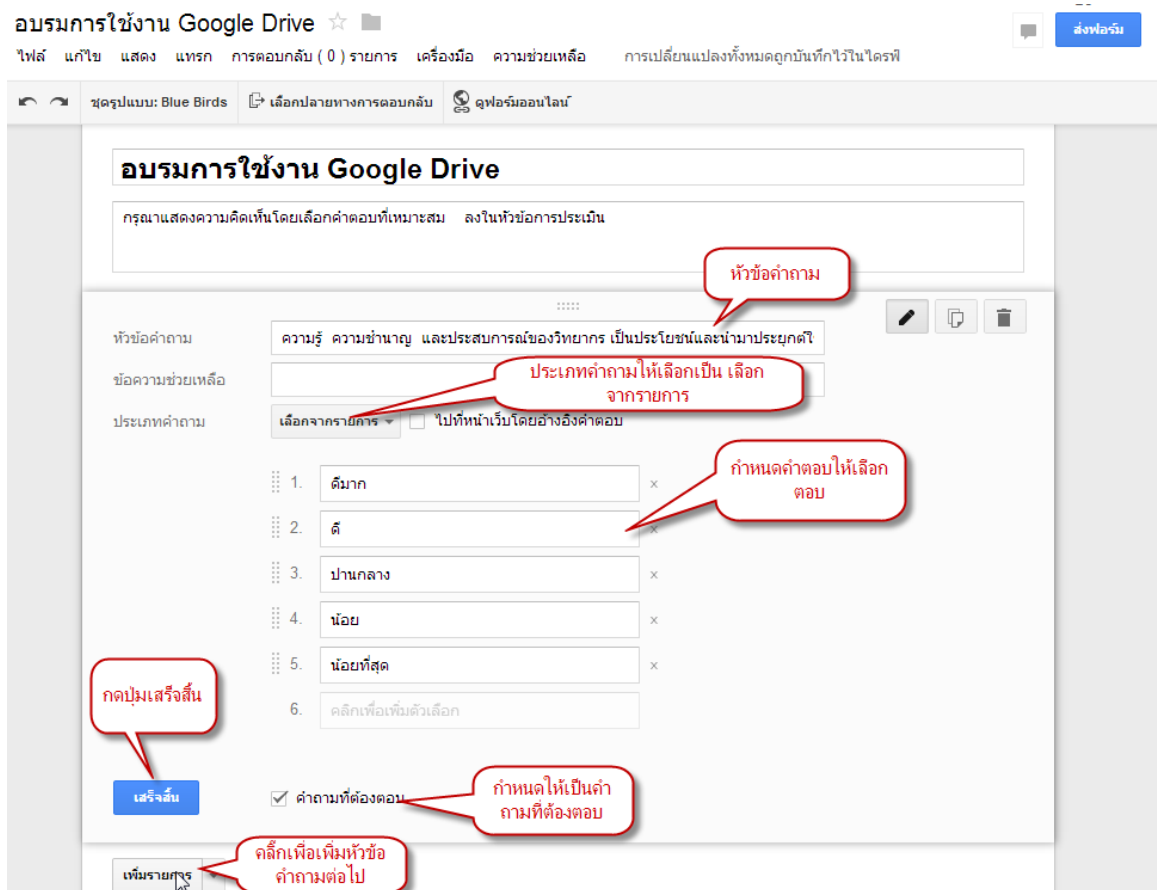 อบรมการใช้งาน Google Drive
ส่งฟอร์ม
ไฟล์ แก้ไข แสดง แทรก การตอบกลับ ( 0 ) รายการ เครื่องมือ ความช่วยเหลือ การเปลี่ยนแปลงทั้งหมดถูกบันทึกไว้ในไดรฟ์
ชุดรูปแบบ: Blue Birds เลือกปลายทางการตอบกลับ ดูฟอร์มออนไลน์
อบรมการใช้งาน Google Drive
กรุณาแสดงความคิดเห็นโดยเลือกคำตอบที่เหมาะสม ลงในหัวข้อการประเมิน
หัวข้อคำถาม
หัวข้อคำถาม ความรู้ ความชำนาญ และประสบการณ์ของวิทยากร เป็นประโยชน์และนำมาประยุกต์ใ
ข้อความช่วยเหลือ
ประเภทคำถามให้เลือกเป็น เลือก
จากรายการ
ประเภทคำถาม เลือกจากรายการ ไปที่หน้าเว็บโดยอ้างอิงคำตอบ
กำหนดคำตอบให้เลือก
ตอบ
1. ดีมาก x
2. ดี x
3. ปานกลาง x
4. น้อย x
5. น้อยที่สุด x
6. คลิกเพื่อเพิ่มตัวเลือก
กดปุ่มเสร็จสิ้น
เสร็จสิ้น คำถามที่ต้องตอบ
กำหนดให้เป็นคำ
ถามที่ต้องตอบ
คลิ๊กเพื่อเพิ่มหัวข้อ
คำถามต่อไป
เพิ่มรายการ